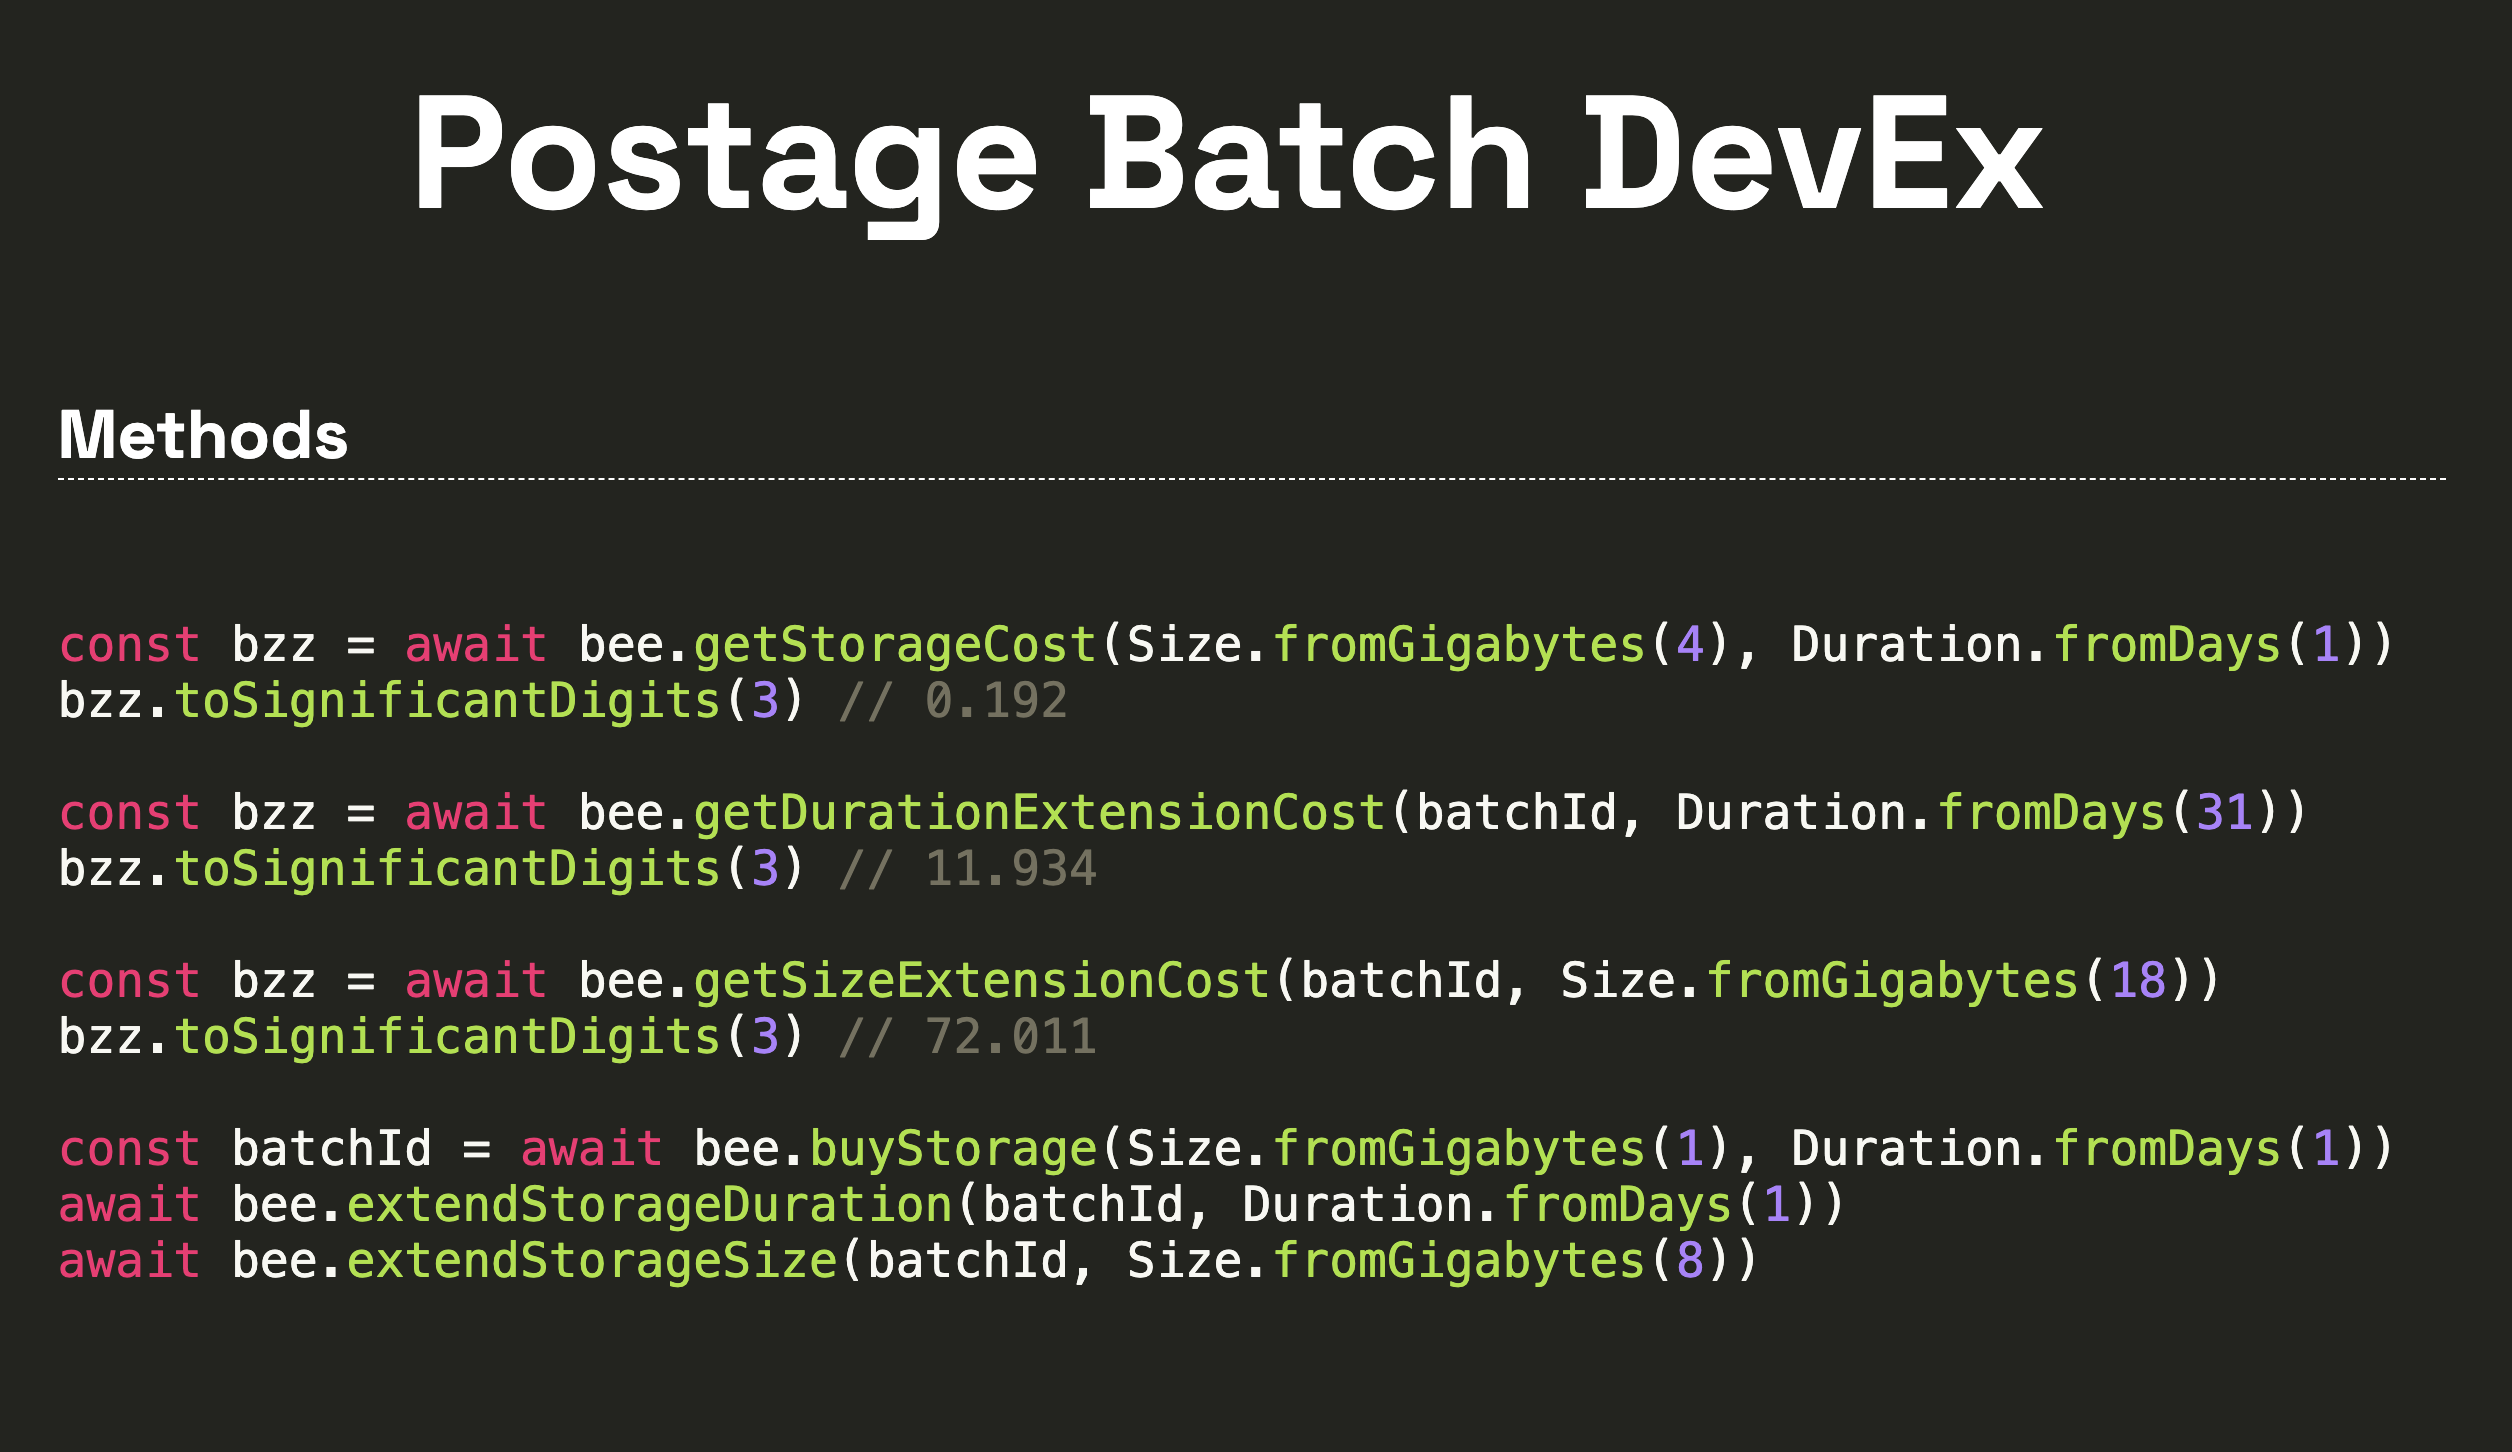 Postage Batch DevEx
Methods
const bzz = await bee.getStorageCost(Size.fromGigabytes(4), Duration.fromDays(1))
bzz.toSignificantDigits(3) // 0.192
const bzz = await bee.getDurationExtensionCost(batchId, Duration.fromDays(31))
bzz.toSignificantDigits(3) // 11.934
const bzz = await bee.getSizeExtensionCost(batchId, Size.fromGigabytes(18))
bzz.toSignificantDigits(3) // 72.011
const batchId = await bee.buyStorage(Size.fromGigabytes(1), Duration.fromDays(1))
await bee.extendStorageDuration(batchId, Duration.fromDays(1))
await bee.extendStorageSize(batchId, Size.fromGigabytes(8))